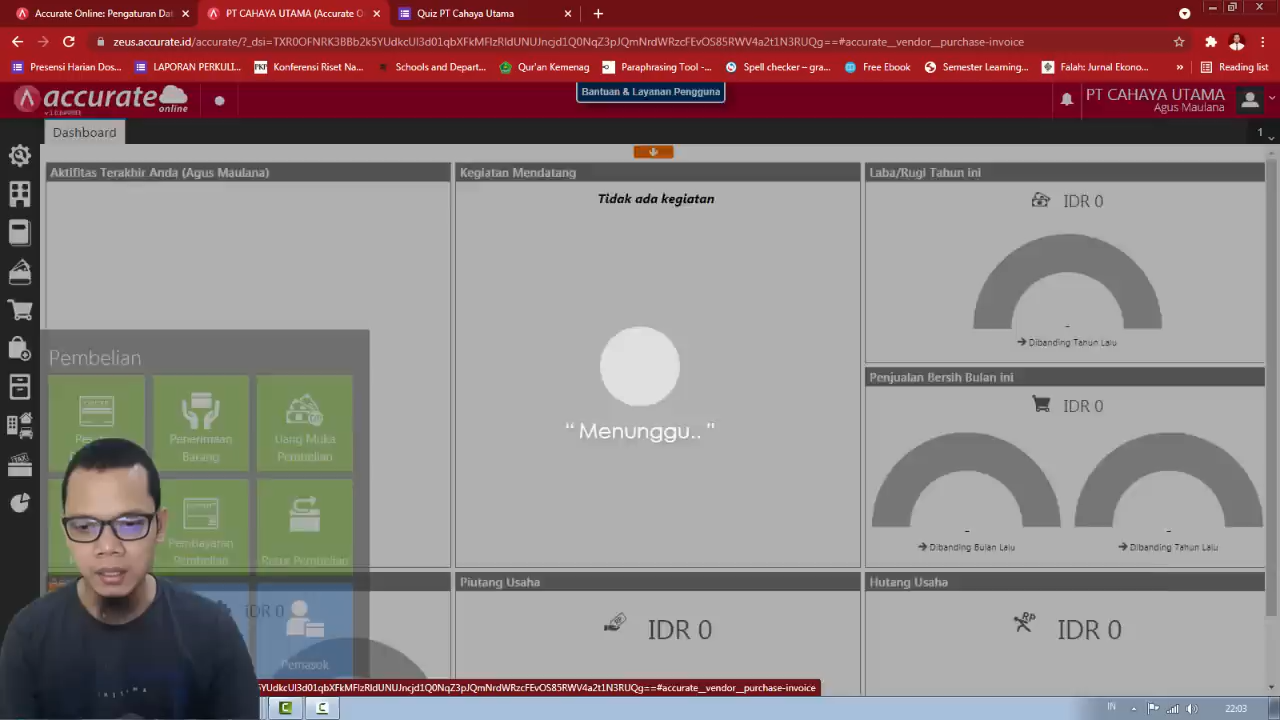 Accurate Online: Pengaturan Dat
PT CAHAYA UTAMA (Accurate O
Quiz PT Cahaya Utama
zeus.accurate.id/accurate/?_dsi=TXR0OFNRK3BBb2k5YUdkcUl3d01qbXFkMFIzRldUNUJncjd1Q0NqZ3pJQmNrdWRzcFEvOS85RWV4a2t1N3RUQg==#accurate__vendor__purchase-invoice
Presensi Harian Dos...
LAPORAN PERKULI...
Konferensi Riset Na...
Schools and Depart...
Qur'an Kemenag
Paraphrasing Tool -...
Spell checker – gra...
Free Ebook
Semester Learning...
Falah: Jurnal Ekono...
»
Reading list
accurate
online
Bantuan & Layanan Pengguna
PT CAHAYA UTAMA
Agus Maulana
Dashboard
1
Aktifitas Terakhir Anda (Agus Maulana)
Kegiatan Mendatang
Laba/Rugi Tahun ini
Tidak ada kegiatan
IDR 0
-
Dibanding Tahun Lalu
Pembelian
Penerimaan
Barang
Uang Muka
Pembelian
Pembayaran
Pembelian
Retur Pembelian
Pemasok
IDR 0
“ Menunggu.. ”
Penjualan Bersih Bulan ini
IDR 0
-
Dibanding Bulan Lalu
-
Dibanding Tahun Lalu
Piutang Usaha
IDR 0
Hutang Usaha
IDR 0
5YUdkcUl3d01qbXFkMFIzRldUNUJncjd1Q0NqZ3pJQmNrdWRzcFEvOS85RWV4a2t1N3RUQg==#accurate__vendor__purchase-invoice
IN
22:03